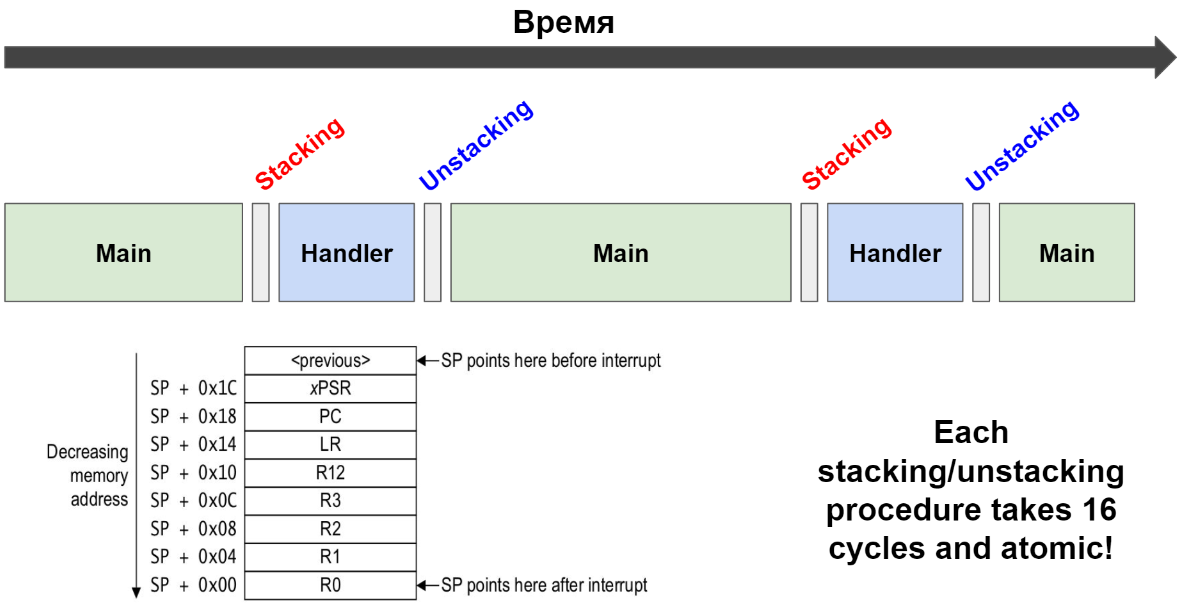 Время
Stacking
Unstacking
Stacking
Unstacking
Main
Handler
Main
Handler
Main
<previous>
SP points here before interrupt
SP + 0x1C
xPSR
SP + 0x18
PC
SP + 0x14
LR
SP + 0x10
R12
SP + 0x0C
R3
SP + 0x08
R2
SP + 0x04
R1
SP + 0x00
R0
SP points here after interrupt
Decreasing
memory
address
Each
stacking/unstacking
procedure takes 16
cycles and atomic!